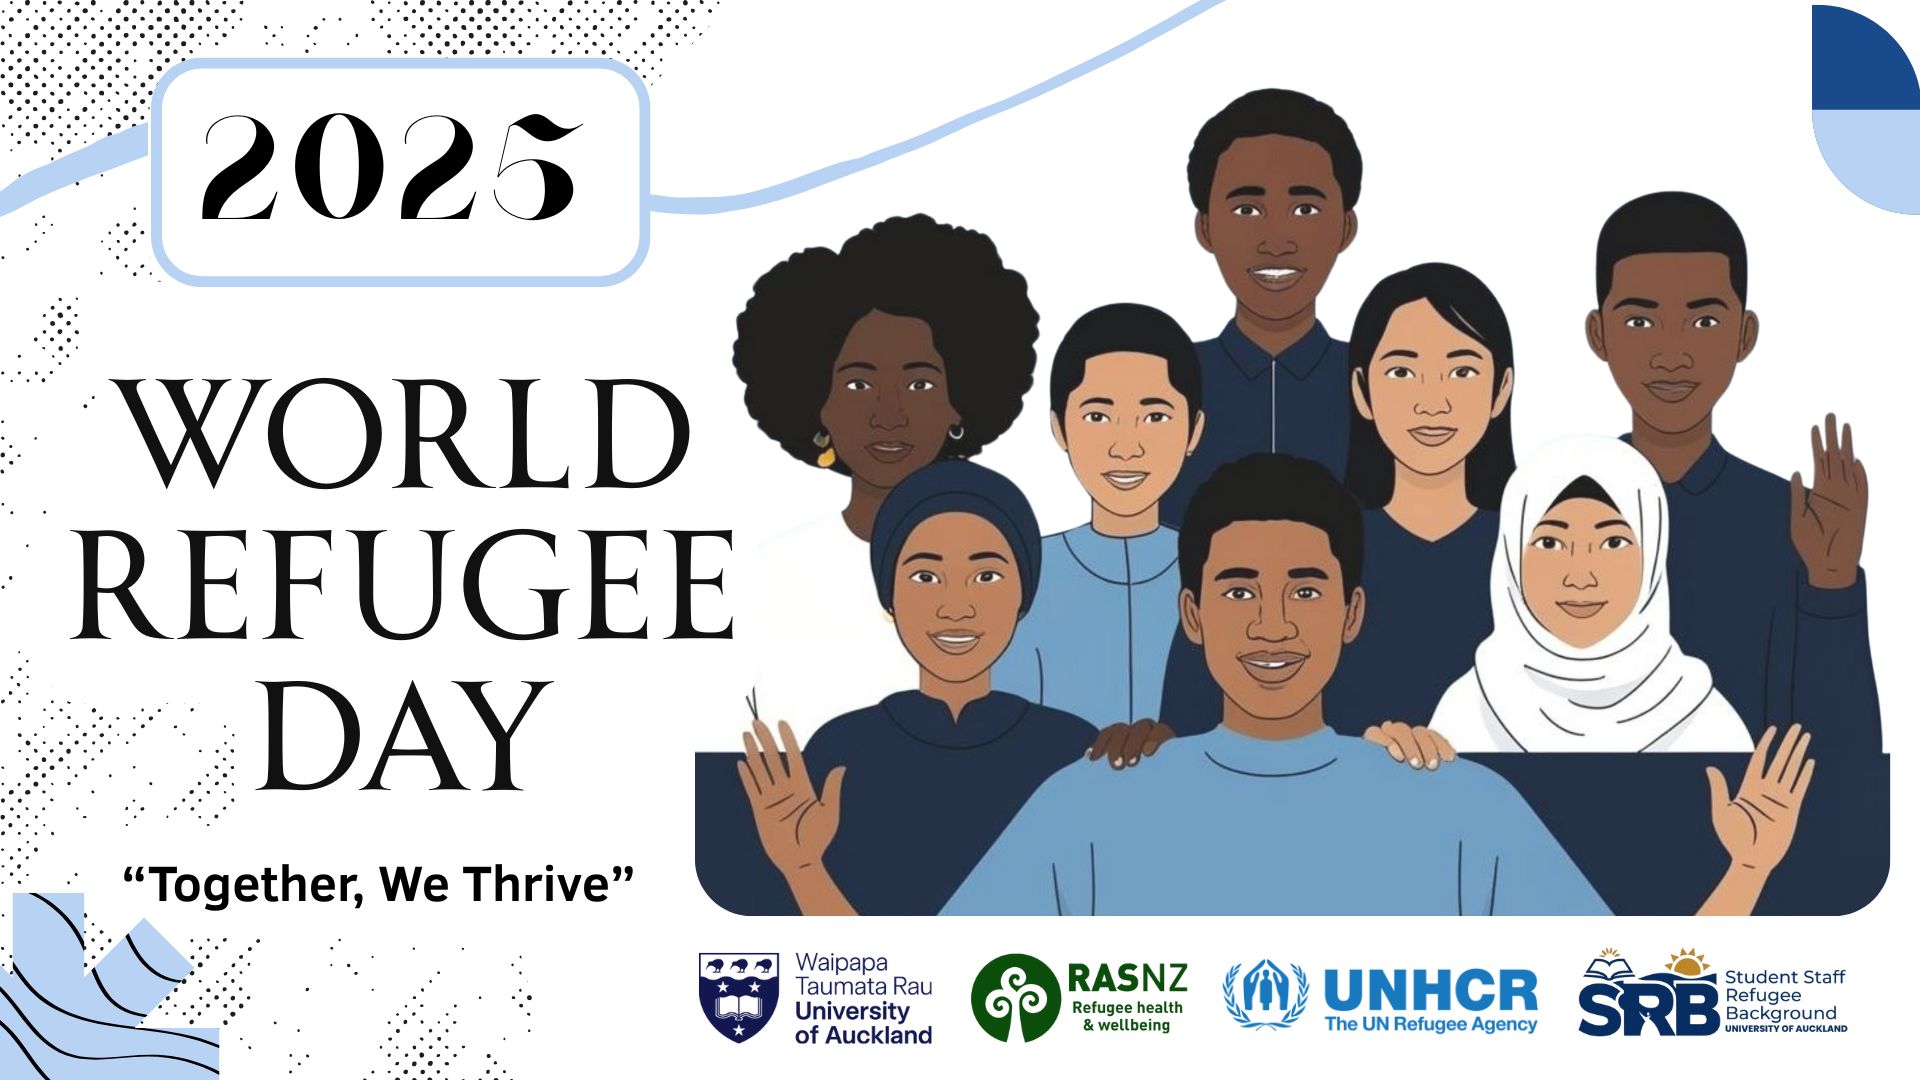 2025
WORLD
REFUGEE
DAY
“Together, We Thrive”
Waipapa
Taumata Rau
University
of Auckland
RASNZ
Refugee health
& wellbeing
UNHCR
The UN Refugee Agency
SRB
Student Staff
Refugee
Background
UNIVERSITY OF AUCKLAND